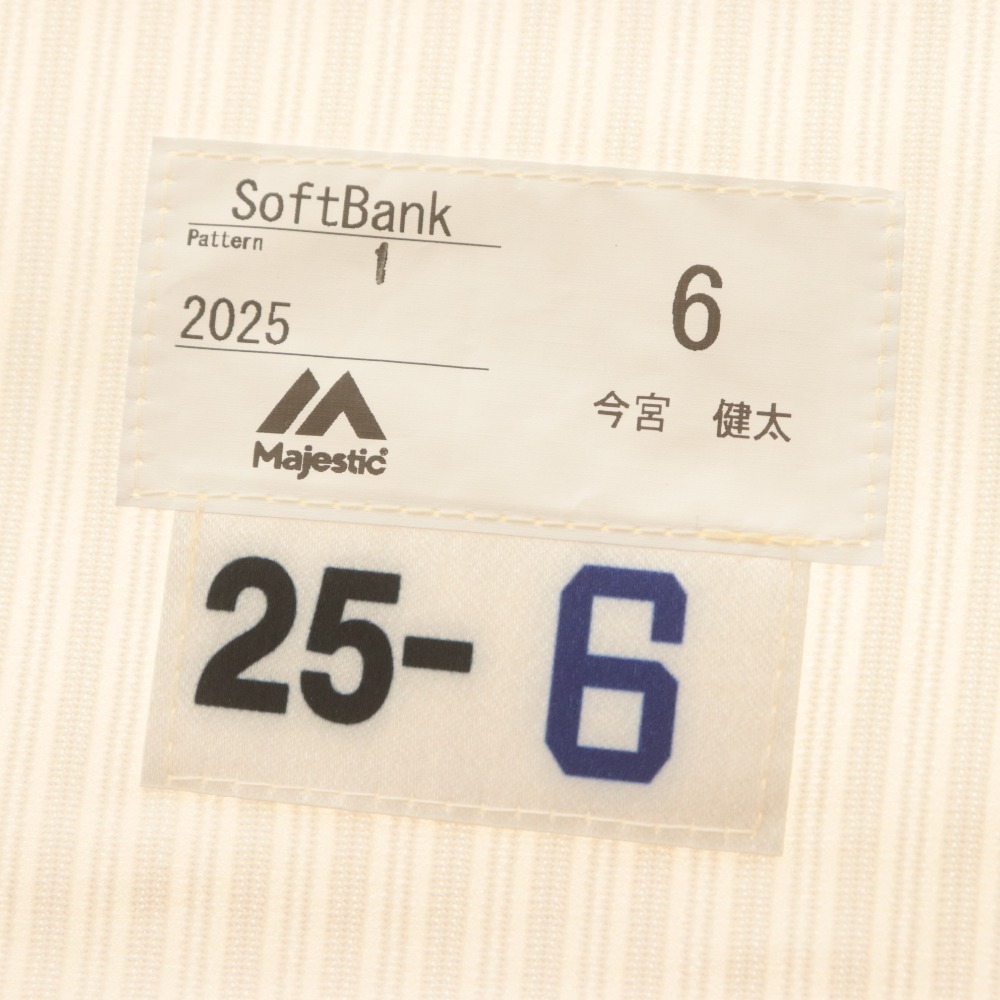 SoftBank
Pattern
1
2025
Majestic
6
今宮 健太
25-6